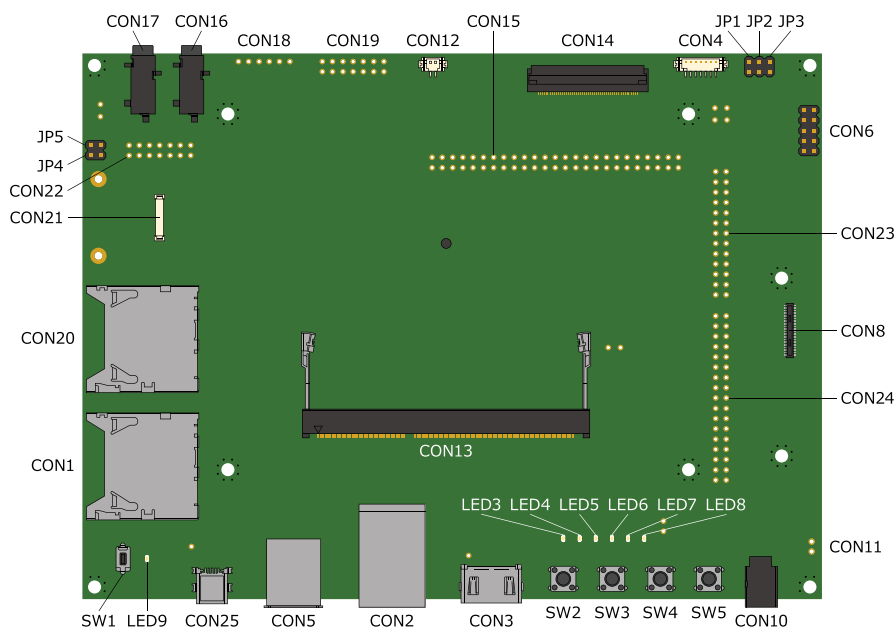 CON17 CON16 CON15 JP1 JP2 JP3
CON18 CON19 CON12 CON14 CON4
CON6
JP5
JP4
CON22
CON21
CON23
CON20
CON8
CON24
CON13
CON1
LED3 LED4 LED5 LED6 LED7 LED8
CON11
SW1 LED9 CON25 CON5 CON2 CON3 SW2 SW3 SW4 SW5 CON10